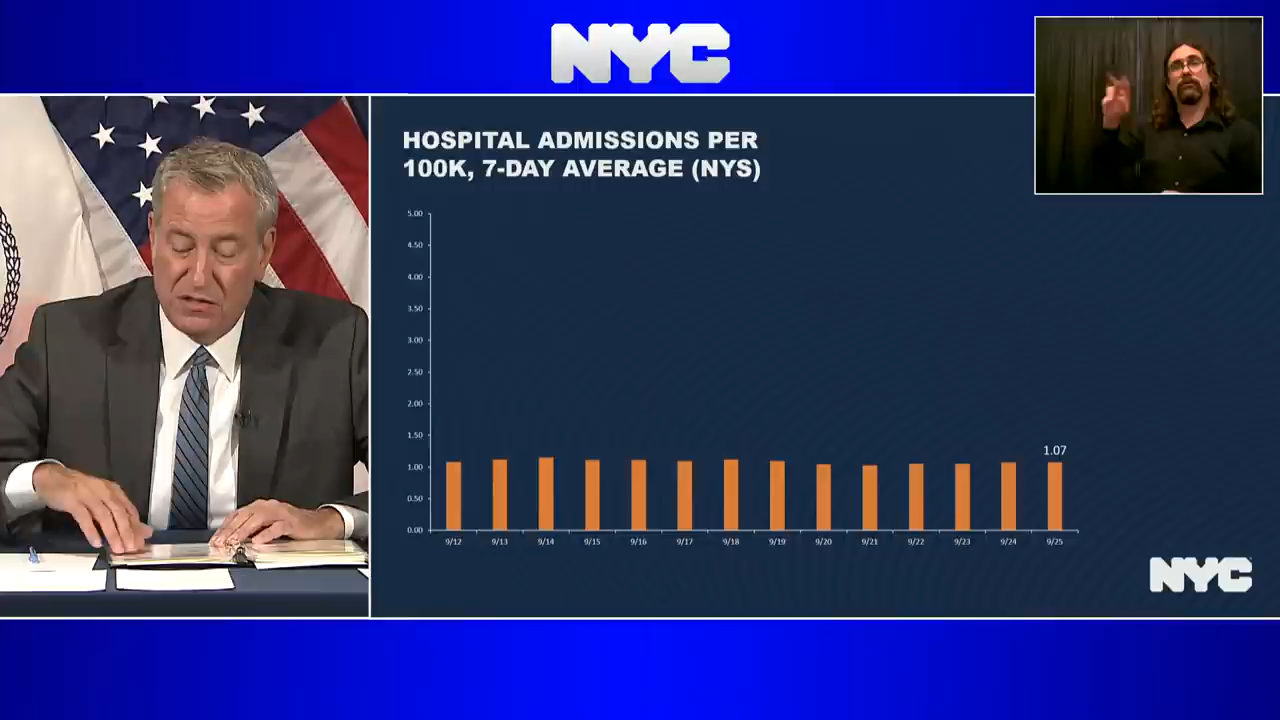 NYC
HOSPITAL ADMISSIONS PER
100K, 7-DAY AVERAGE (NYS)
5.00
4.50
4.00
3.50
3.00
2.50
2.00
1.50
1.00
0.50
0.00
1.07
9/12 9/13 9/14 9/15 9/16 9/17 9/18 9/19 9/20 9/21 9/22 9/23 9/24 9/25
NYC